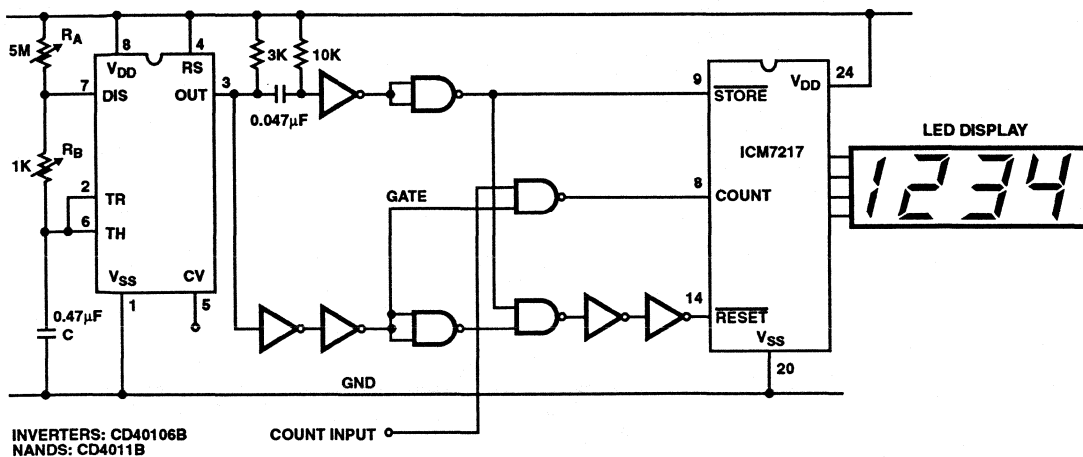 5M
RA
8
4
VDD
RS
7
DIS
OUT
3
3K
10K
0.047µF
1K
RB
2
TR
6
TH
VSS
CV
1
5
0.47µF
C
GATE
9
STORE
VDD
24
ICM7217
8
COUNT
14
RESET
VSS
20
LED DISPLAY
1234
GND
COUNT INPUT
INVERTERS: CD40106B
NANDS: CD4011B